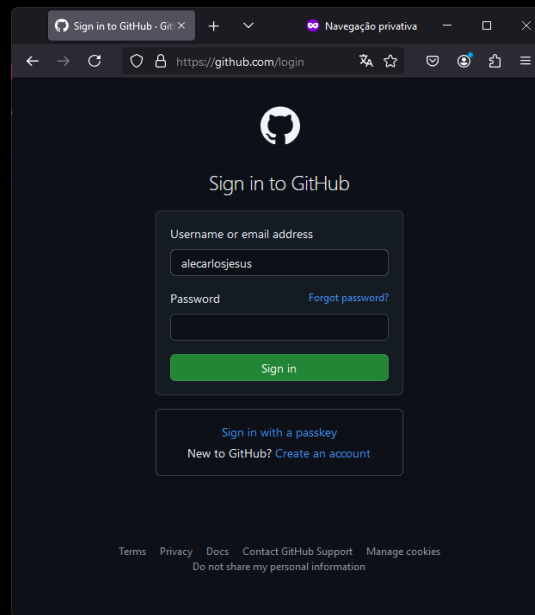 Sign in to GitHub · Git
Navegação privativa
https://github.com/login
Sign in to GitHub
Username or email address
alecarlosjesus
Password Forgot password?
Sign in
Sign in with a passkey
New to GitHub? Create an account
Terms Privacy Docs Contact GitHub Support Manage cookies
Do not share my personal information